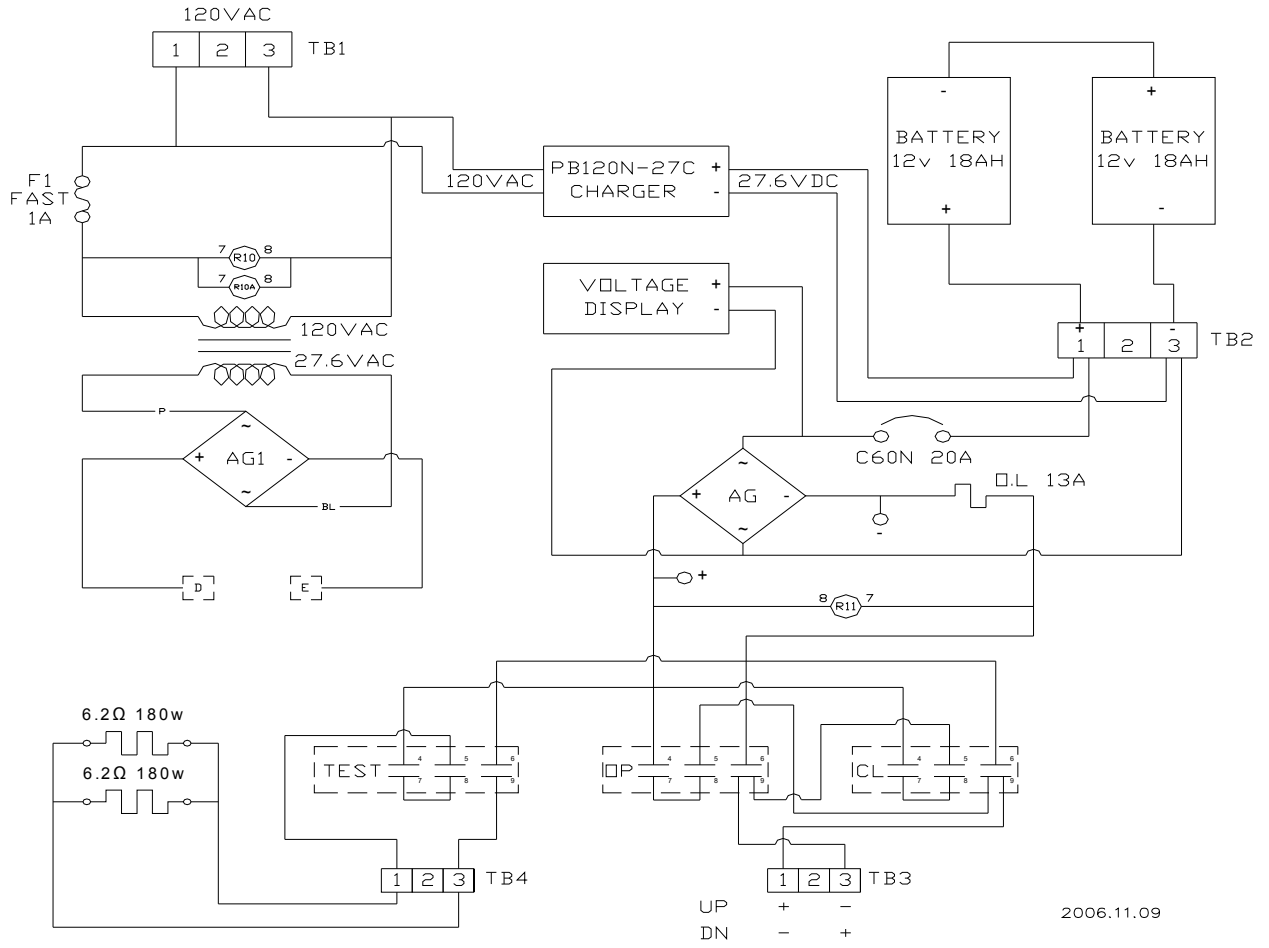 120VAC
1 2 3 TB1
F1
FAST
1A
7 R10 8
7 R10A 8
120VAC
27.6VAC
P
~
+ AG1 -
~
BL
D E
120VAC
PB120N-27C +
CHARGER -
27.6VDC
VOLTAGE +
DISPLAY -
-
BATTERY
12v 18AH
+
+
BATTERY
12v 18AH
-
+ -
1 2 3 TB2
C60N 20A
~
+ AG -
~
O.L 13A
-
+
8 R11 7
6.2Ω 180w
6.2Ω 180w
4 5 6
TEST
7 8 9
4 5 6
OP
7 8 9
4 5 6
CL
7 8 9
1 2 3 TB4
1 2 3 TB3
UP + -
DN - +
2006.11.09